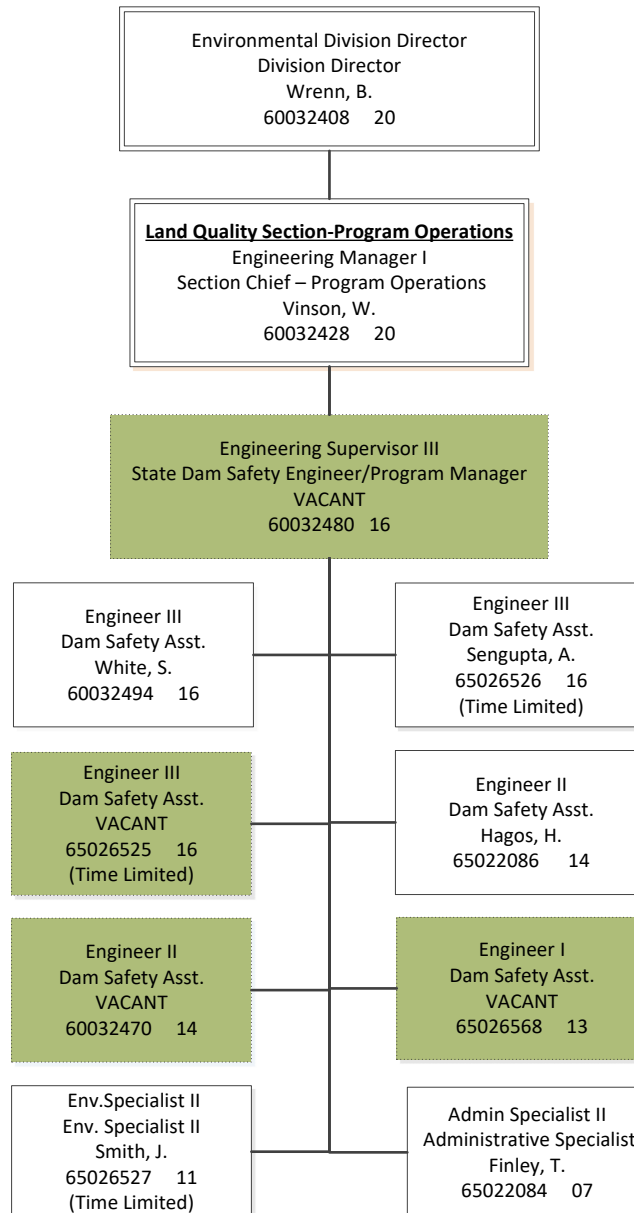 Environmental Division Director
Division Director
Wrenn, B.
60032408 20
Land Quality Section-Program Operations
Engineering Manager I
Section Chief – Program Operations
Vinson, W.
60032428 20
Engineering Supervisor III
State Dam Safety Engineer/Program Manager
VACANT
60032480 16
Engineer III
Dam Safety Asst.
White, S.
60032494 16
Engineer III
Dam Safety Asst.
Sengupta, A.
65026526 16
(Time Limited)
Engineer III
Dam Safety Asst.
VACANT
65026525 16
(Time Limited)
Engineer II
Dam Safety Asst.
Hagos, H.
65022086 14
Engineer II
Dam Safety Asst.
VACANT
60032470 14
Engineer I
Dam Safety Asst.
VACANT
65026568 13
Env.Specialist II
Env. Specialist II
Smith, J.
65026527 11
(Time Limited)
Admin Specialist II
Administrative Specialist
Finley, T.
65022084 07